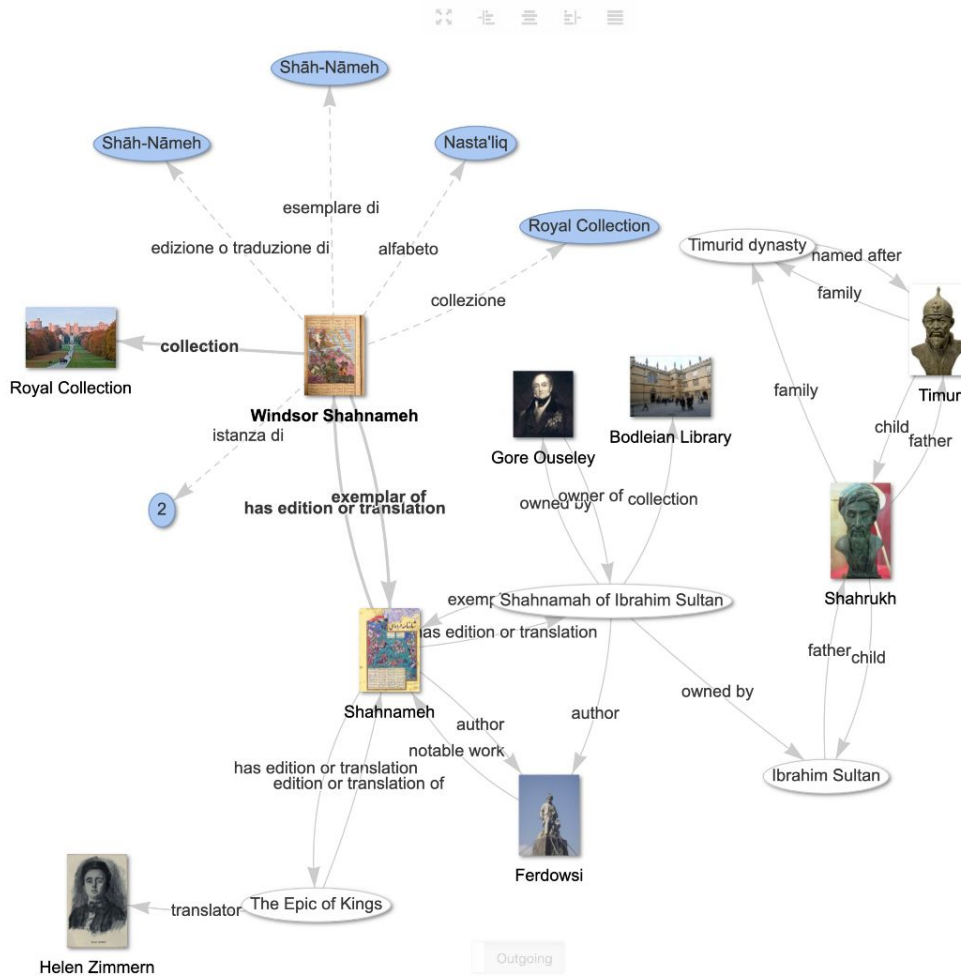 Shāh-Nāmeh
Shāh-Nāmeh
Nasta'liq
esemplare di
edizione o traduzione di
alfabeto
Royal Collection
Timurid dynasty
named after
family
collezione
collection
Royal Collection
Windsor Shahnameh
istanza di
2
exemplar of
has edition or translation
Gore Ouseley
Bodleian Library
owned by
owner of
collection
family
Timur
child
father
Shahrukh
father
child
Shahnamah of Ibrahim Sultan
has edition or translation
Shahnameh
author
notable work
author
owned by
Ibrahim Sultan
has edition or translation
edition or translation of
Ferdowsi
translator
The Epic of Kings
Helen Zimmern
Outgoing